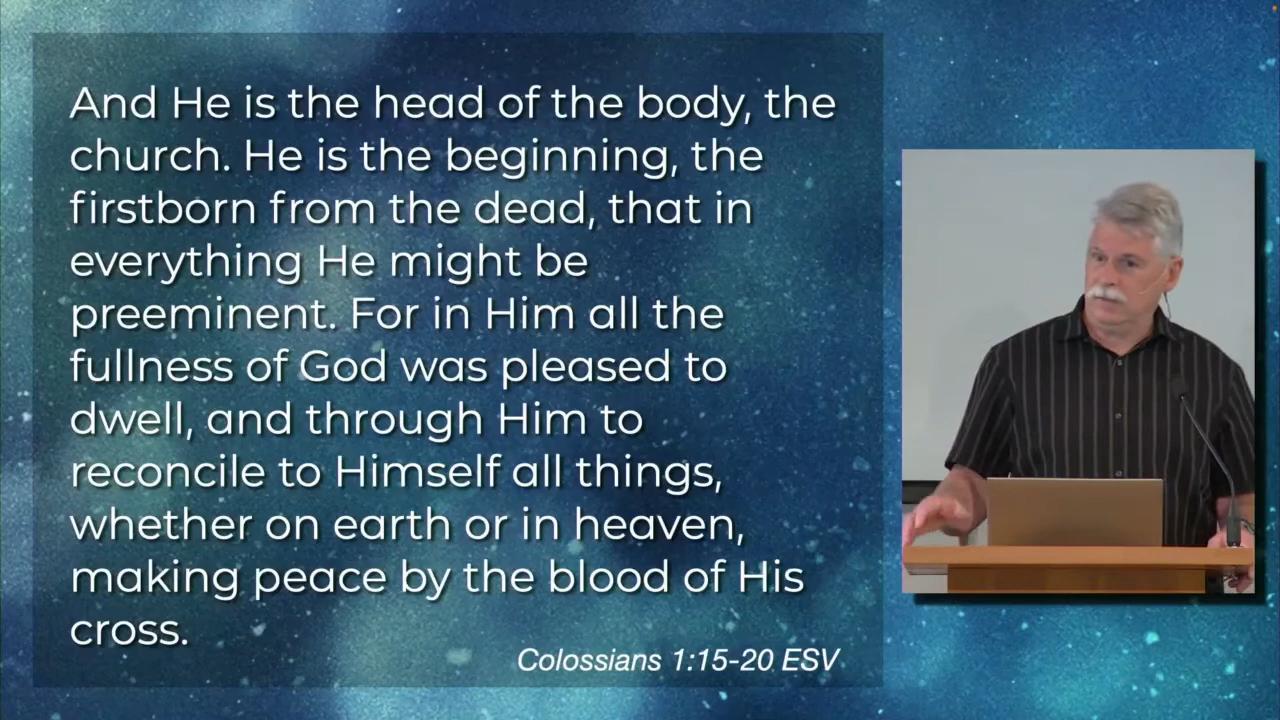 And He is the head of the body, the
church. He is the beginning, the
firstborn from the dead, that in
everything He might be
preeminent. For in Him all the
fullness of God was pleased to
dwell, and through Him to
reconcile to Himself all things,
whether on earth or in heaven,
making peace by the blood of His
cross.
Colossians 1:15-20 ESV